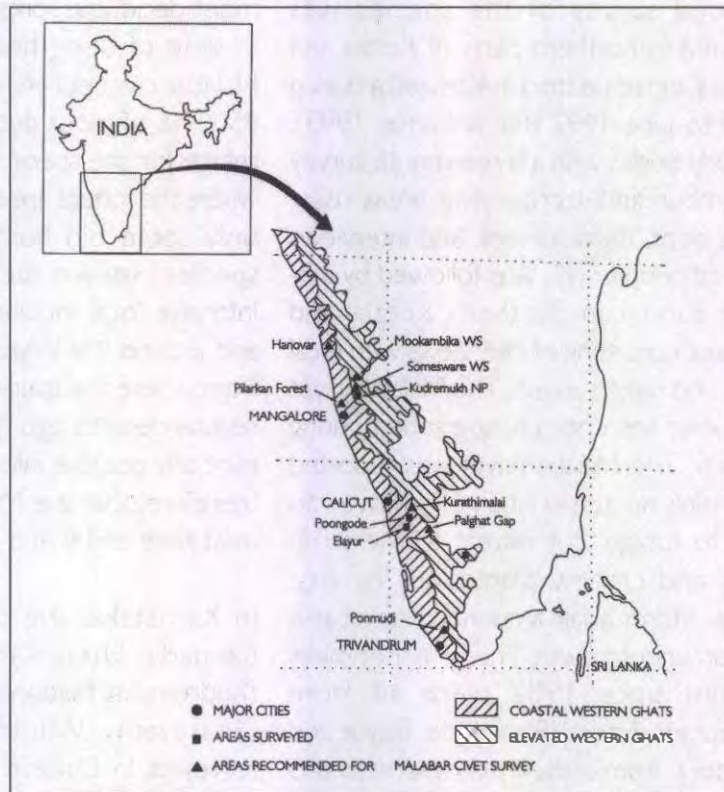 INDIA
Honovar
Mookambika WS
Someswara WS
Pilarkan Forest
Kudremukh NP
MANGALORE
CALICUT
Kurathimalai
Poongode
Palghat Gap
Elayur
Ponmudi
TRIVANDRUM
SRI LANKA
MAJOR CITIES
COASTAL WESTERN GHATS
AREAS SURVEYED
ELEVATED WESTERN GHATS
AREAS RECOMMENDED FOR MALABAR CIVET SURVEY